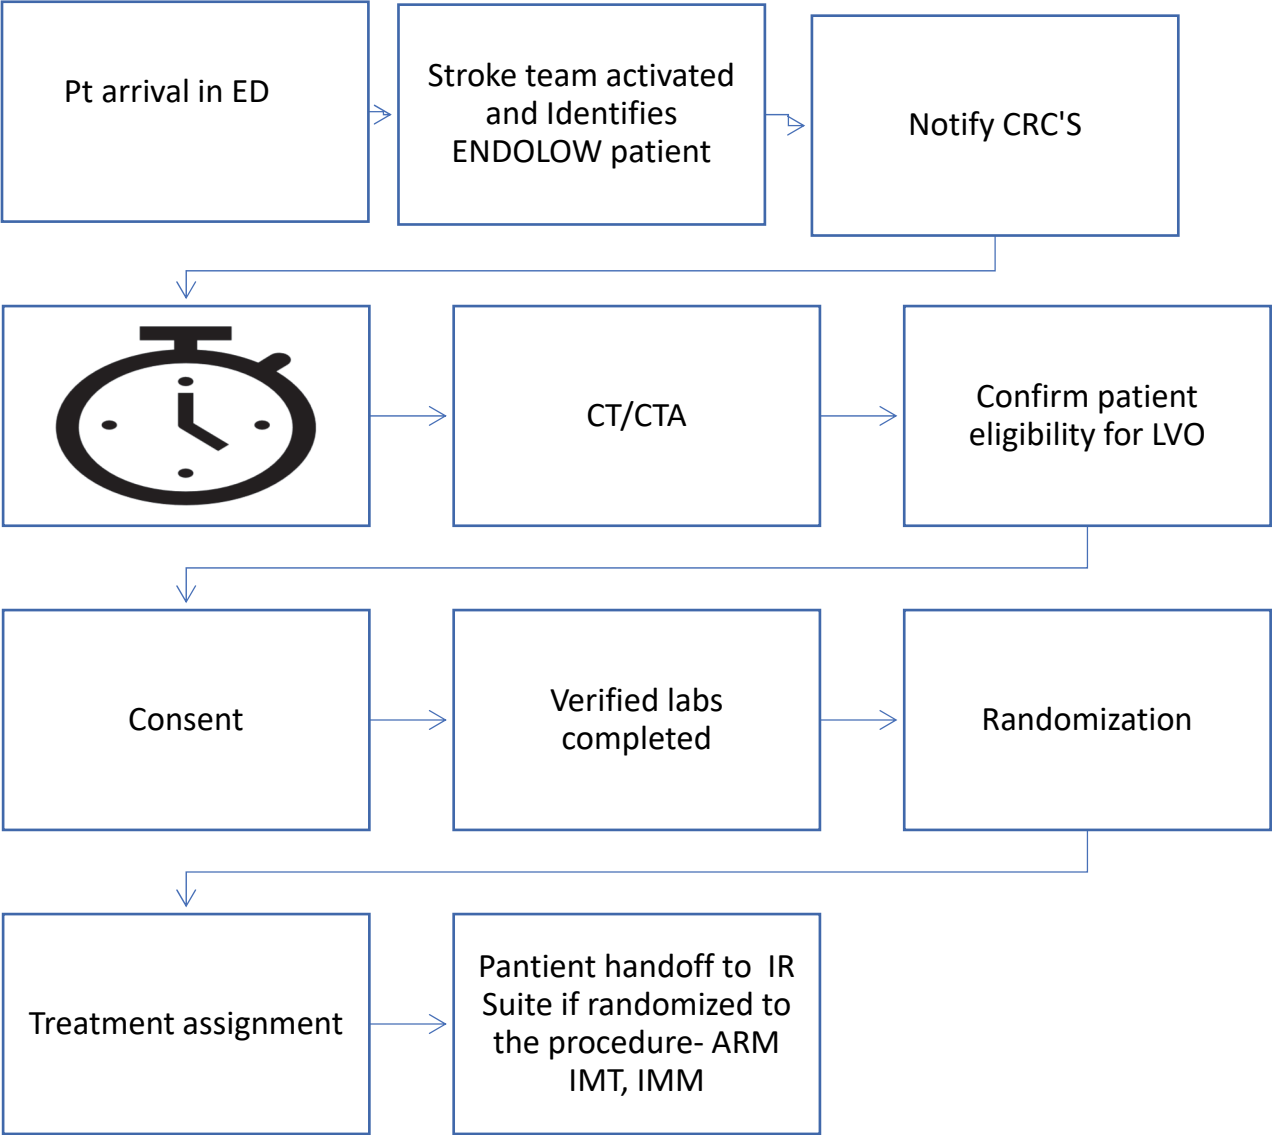 Pt arrival in ED
Stroke team activated
and Identifies
ENDOLOW patient
Notify CRC'S
CT/CTA
Confirm patient
eligibility for LVO
Consent
Verified labs
completed
Randomization
Treatment assignment
Pantient handoff to  IR
Suite if randomized to
the procedure- ARM
IMT, IMM